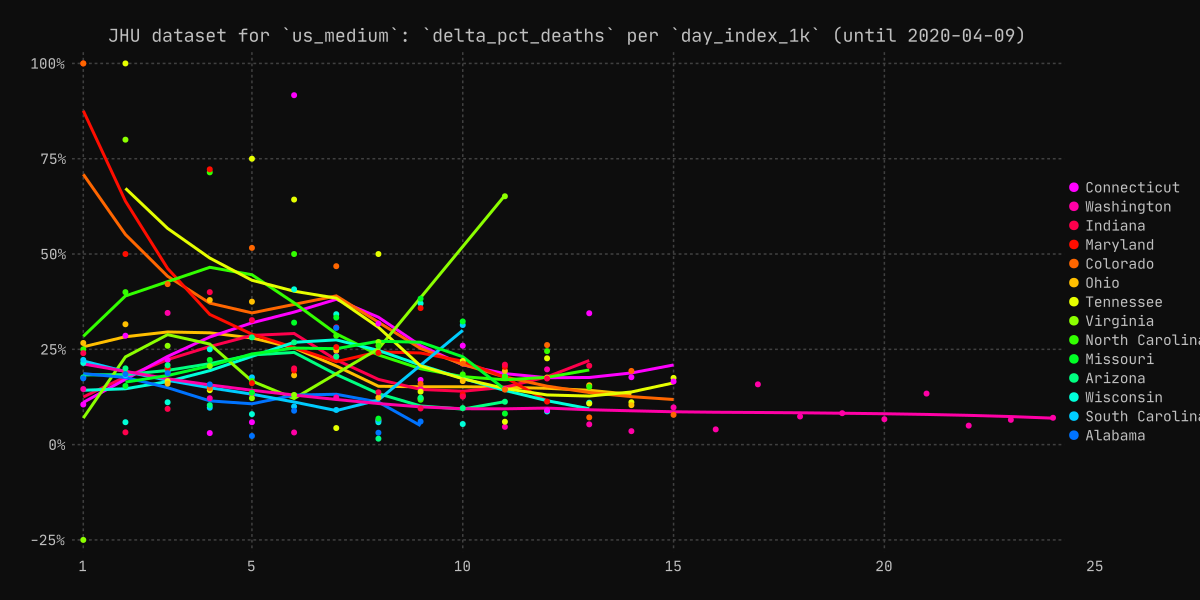 JHU dataset for `us_medium`: `delta_pct_deaths` per `day_index_1k` (until 2020-04-09)
100%
75%
50%
25%
0%
-25%
1 5 10 15 20 25
Connecticut
Washington
Indiana
Maryland
Colorado
Ohio
Tennessee
Virginia
North Carolina
Missouri
Arizona
Wisconsin
South Carolina
Alabama